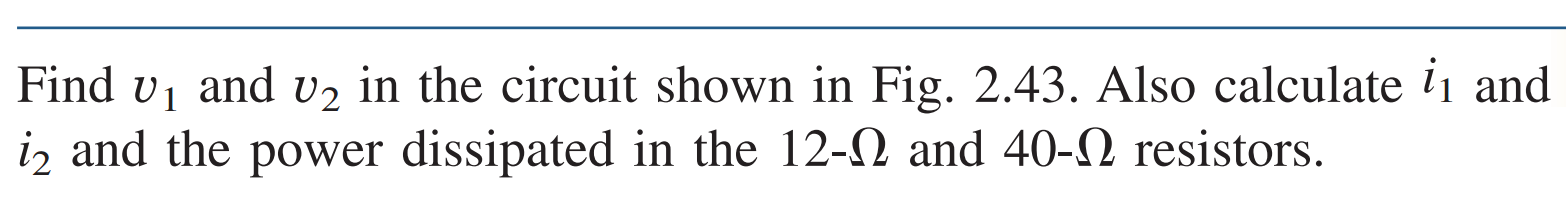 Find v₁ and v₂ in the circuit shown in Fig. 2.43. Also calculate i₁ and
i₂ and the power dissipated in the 12-Ω and 40-Ω resistors.